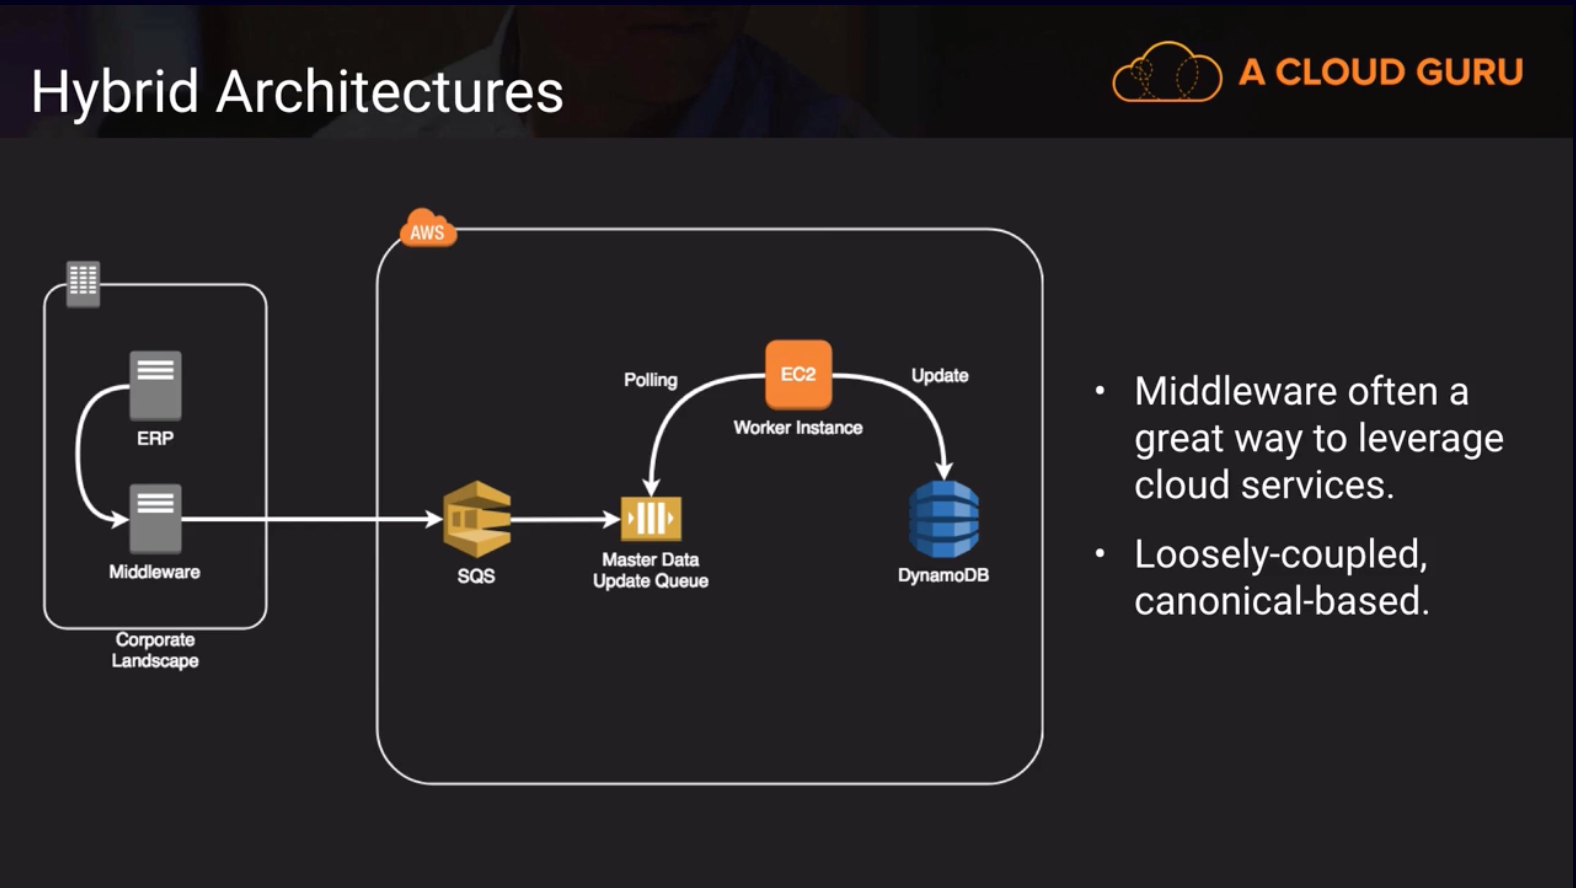 Hybrid Architectures
A CLOUD GURU
AWS
ERP
Middleware
Corporate
Landscape
SQS
Polling
EC2
Update
Worker Instance
Master Data
Update Queue
DynamoDB
• Middleware often a
great way to leverage
cloud services.
• Loosely-coupled,
canonical-based.